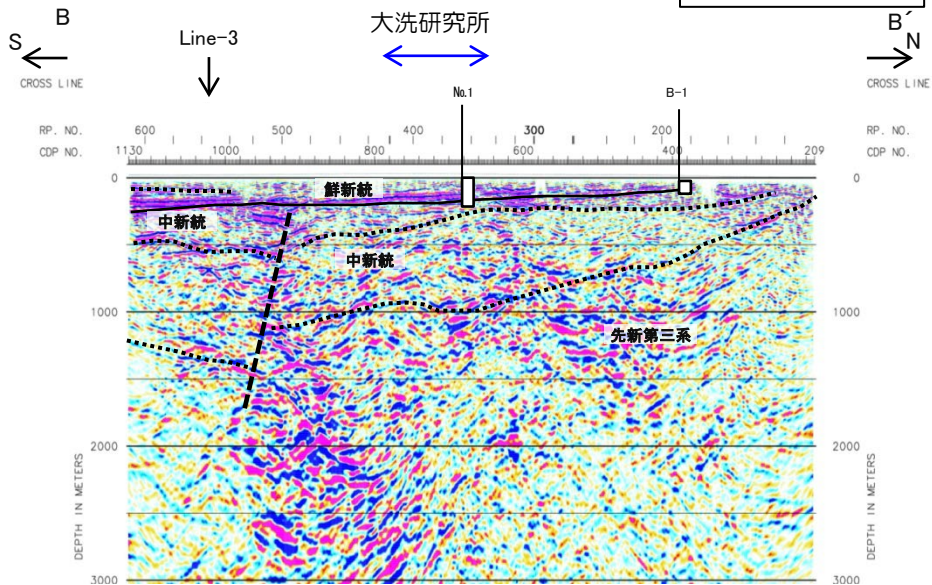 B
B´
S
N
大洗研究所
Line-3
CROSS LINE
CROSS LINE
№1
B-1
RP. NO. 600 500 400 300 200 RP. NO.
CDP NO. 1130 1000 800 600 400 209 CDP NO.
0 0
鮮新統
中新統
中新統
1000 1000
先新第三系
2000 2000
DEPTH IN METERS
DEPTH IN METERS
3000 3000